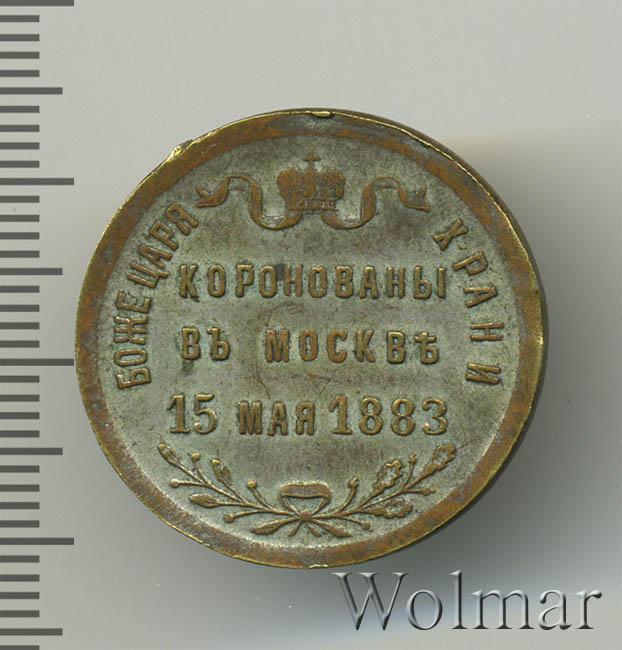 БОЖЕ ЦАРЯ ХРАНИ
КОРОНОВАНЫ
ВЪ МОСКВѢ
15 МАЯ 1883
Wolmar